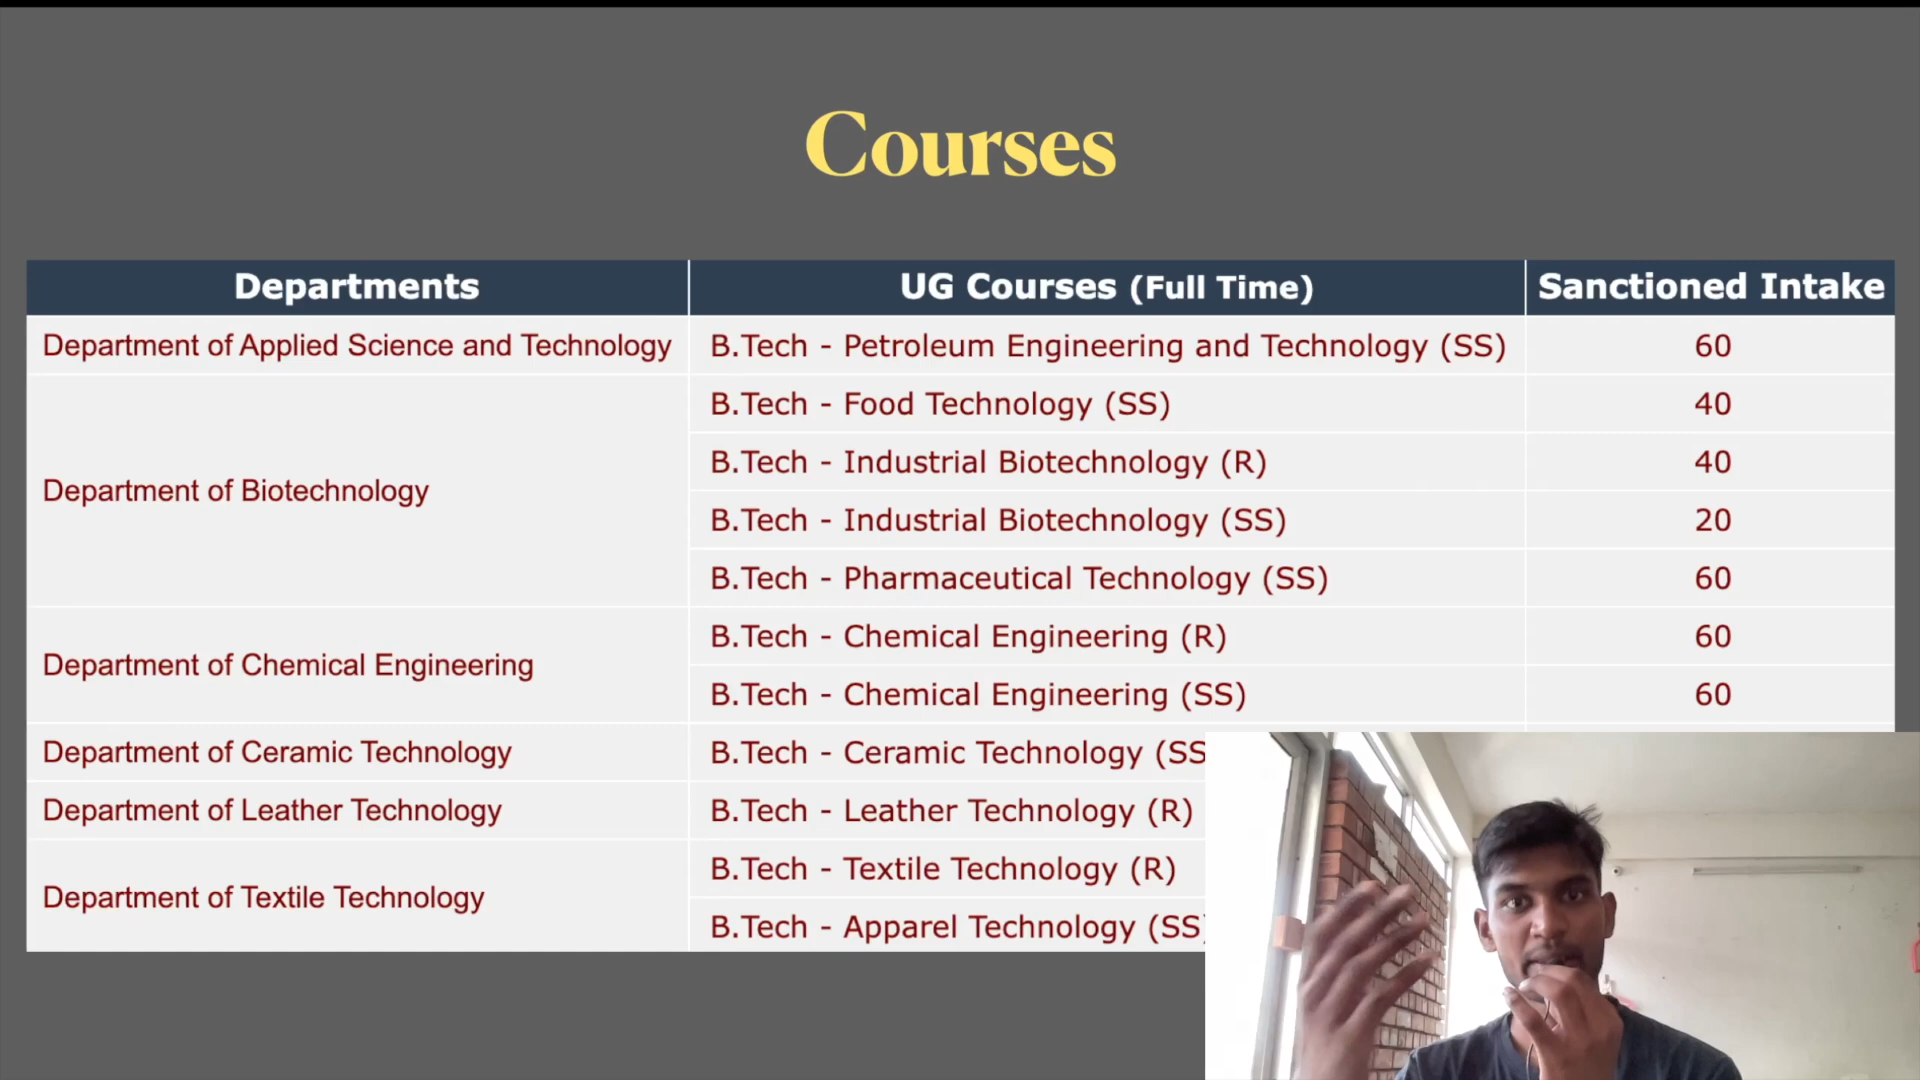 Courses
Departments UG Courses (Full Time) Sanctioned Intake
Department of Applied Science and Technology B.Tech - Petroleum Engineering and Technology (SS) 60
B.Tech - Food Technology (SS) 40
B.Tech - Industrial Biotechnology (R) 40
Department of Biotechnology
B.Tech - Industrial Biotechnology (SS) 20
B.Tech - Pharmaceutical Technology (SS) 60
B.Tech - Chemical Engineering (R) 60
Department of Chemical Engineering
B.Tech - Chemical Engineering (SS) 60
Department of Ceramic Technology B.Tech - Ceramic Technology (SS
Department of Leather Technology B.Tech - Leather Technology (R)
B.Tech - Textile Technology (R)
Department of Textile Technology
B.Tech - Apparel Technology (SS)